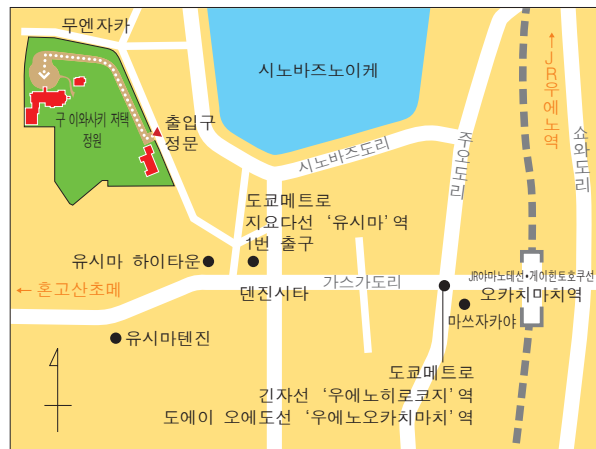 무엔자카
시노바즈노이케
↑JR우에노역
쇼와도리
구 이와사키 저택
정원
출입구
정문
주오도리
시노바즈도리
도쿄메트로
지요다선 ‘유시마’역
1번 출구
유시마 하이타운
← 혼고산초메
덴진시타
가스가도리
JR야마노테선•게이힌토호쿠선
오카치마치역
마쓰자카야
유시마텐진
도쿄메트로
긴자선 ‘우에노히로코지’역
도에이 오에도선 ‘우에노오카치마치’역